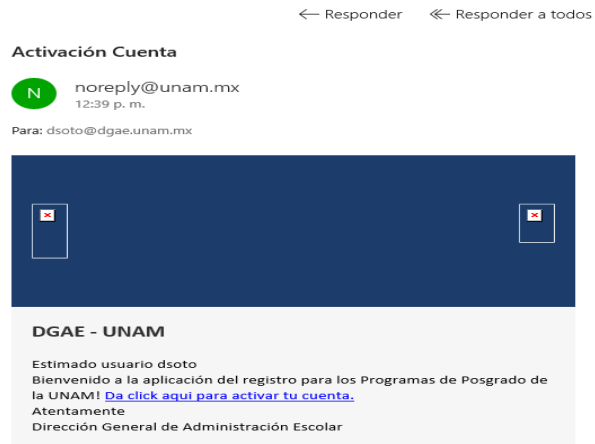 ← Responder « Responder a todos
Activación Cuenta
N
noreply@unam.mx
12:39 p. m.
Para: dsoto@dgae.unam.mx
DGAE - UNAM
Estimado usuario dsoto
Bienvenido a la aplicación del registro para los Programas de Posgrado de
la UNAM! Da click aqui para activar tu cuenta.
Atentamente
Dirección General de Administración Escolar